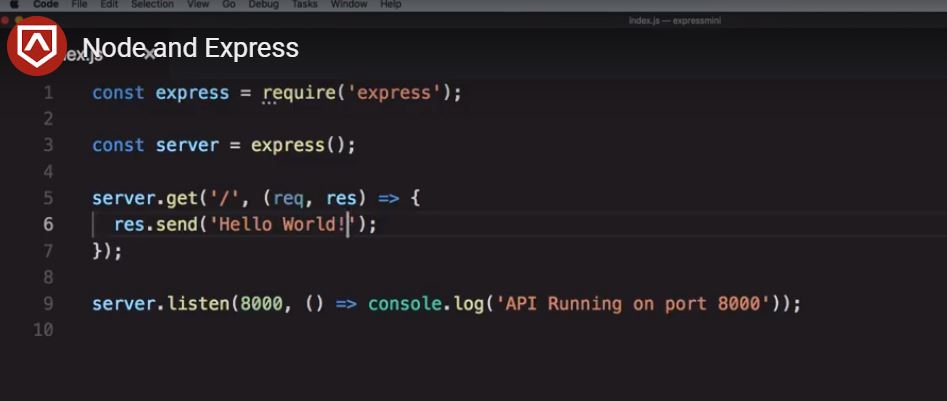 Code File Edit Selection View Go Debug Tasks Window Help
index.js — expressmini
Node and Express
ex.js
1 const express = require('express');
2
3 const server = express();
4
5 server.get('/', (req, res) => {
6 res.send('Hello World!');
7 });
8
9 server.listen(8000, () => console.log('API Running on port 8000'));
10